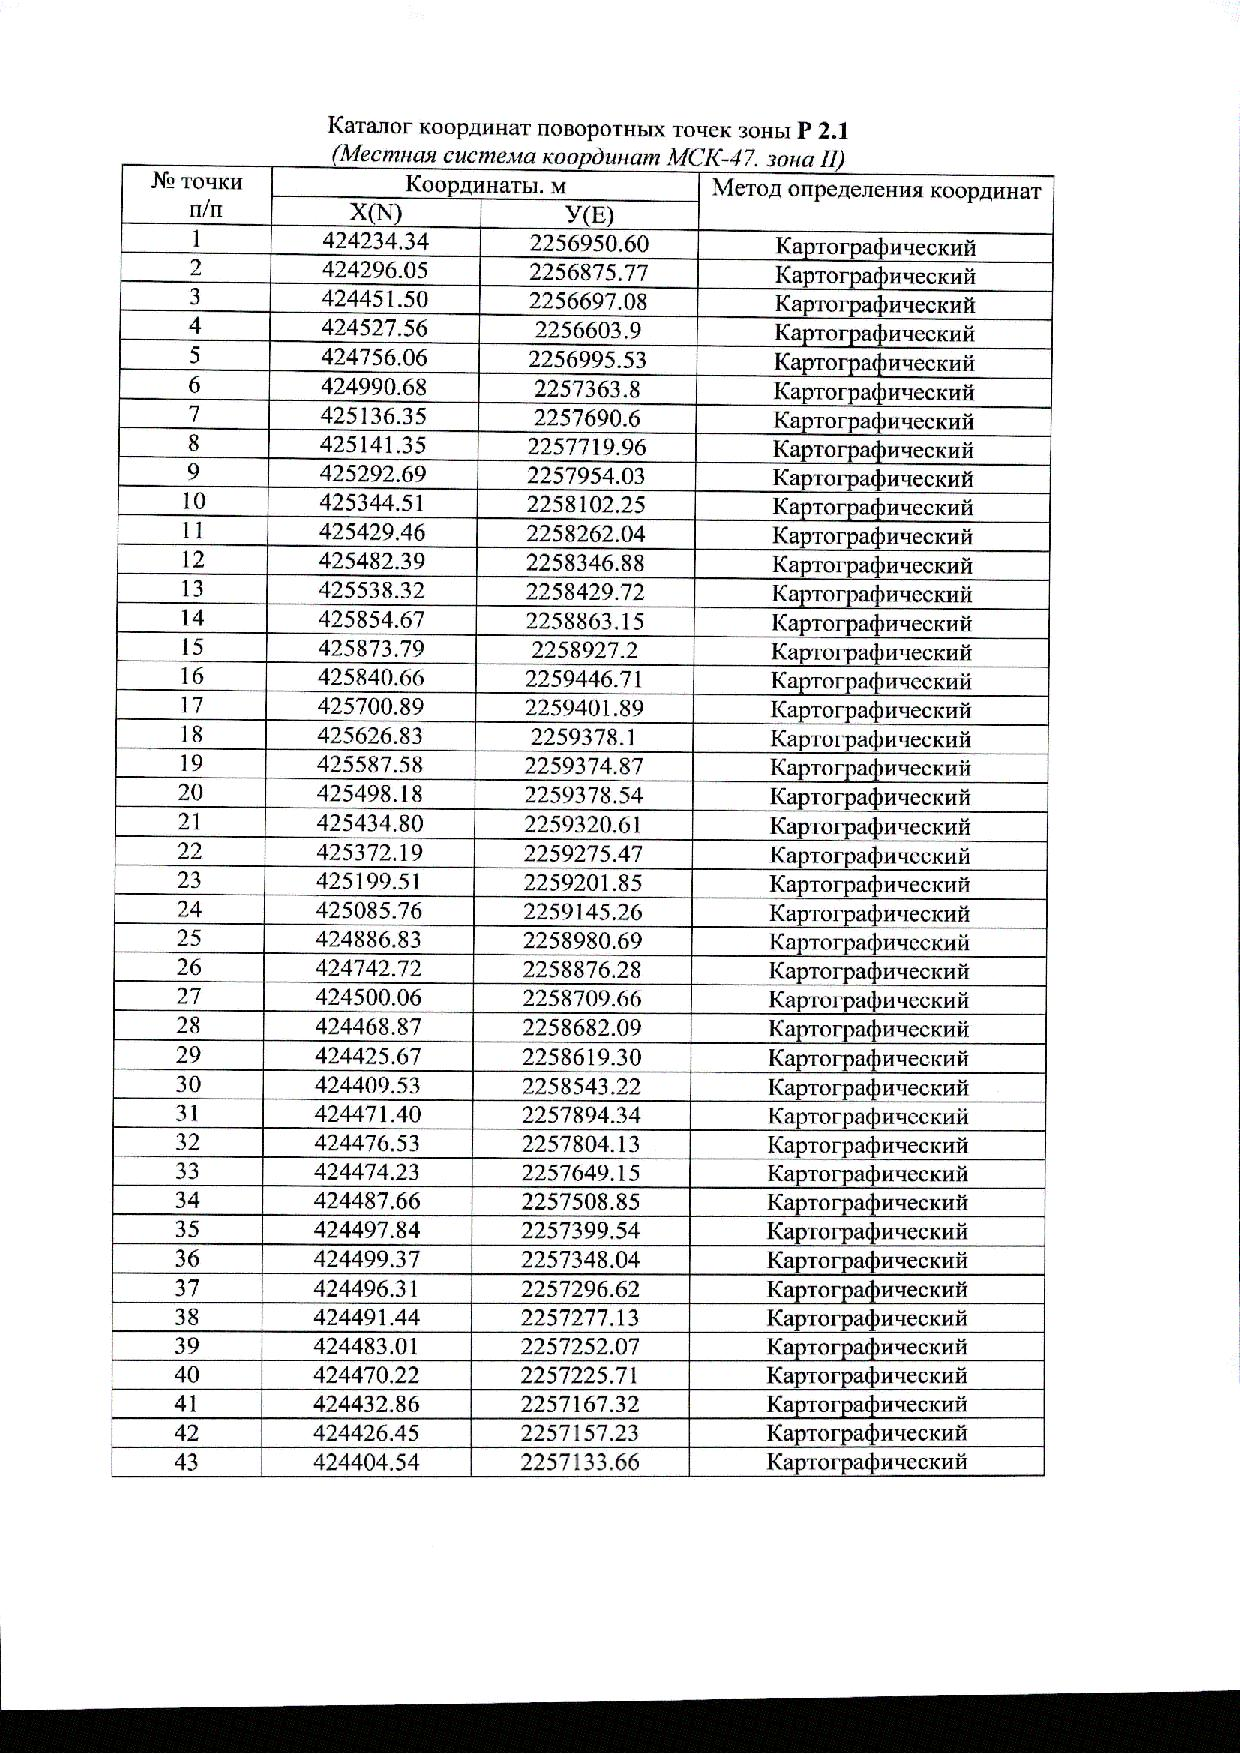 Каталог координат поворотных точек зоны Р 2.1
(Местная система координат МСК-47. зона II)
№ точки п/п Координаты. м Метод определения координат
X(N) У(Е)
1 424234.34 2256950.60 Картографический
2 424296.05 2256875.77 Картографический
3 424451.50 2256697.08 Картографический
4 424527.56 2256603.9 Картографический
5 424756.06 2256995.53 Картографический
6 424990.68 2257363.8 Картографический
7 425136.35 2257690.6 Картографический
8 425141.35 2257719.96 Картографический
9 425292.69 2257954.03 Картографический
10 425344.51 2258102.25 Картографический
11 425429.46 2258262.04 Картографический
12 425482.39 2258346.88 Картографический
13 425538.32 2258429.72 Картографический
14 425854.67 2258863.15 Картографический
15 425873.79 2258927.2 Картографический
16 425840.66 2259446.71 Картографический
17 425700.89 2259401.89 Картографический
18 425626.83 2259378.1 Картографический
19 425587.58 2259374.87 Картографический
20 425498.18 2259378.54 Картографический
21 425434.80 2259320.61 Картографический
22 425372.19 2259275.47 Картографический
23 425199.51 2259201.85 Картографический
24 425085.76 2259145.26 Картографический
25 424886.83 2258980.69 Картографический
26 424742.72 2258876.28 Картографический
27 424500.06 2258709.66 Картографический
28 424468.87 2258682.09 Картографический
29 424425.67 2258619.30 Картографический
30 424409.53 2258543.22 Картографический
31 424471.40 2257894.34 Картографический
32 424476.53 2257804.13 Картографический
33 424474.23 2257649.15 Картографический
34 424487.66 2257508.85 Картографический
35 424497.84 2257399.54 Картографический
36 424499.37 2257348.04 Картографический
37 424496.31 2257296.62 Картографический
38 424491.44 2257277.13 Картографический
39 424483.01 2257252.07 Картографический
40 424470.22 2257225.71 Картографический
41 424432.86 2257167.32 Картографический
42 424426.45 2257157.23 Картографический
43 424404.54 2257133.66 Картографический